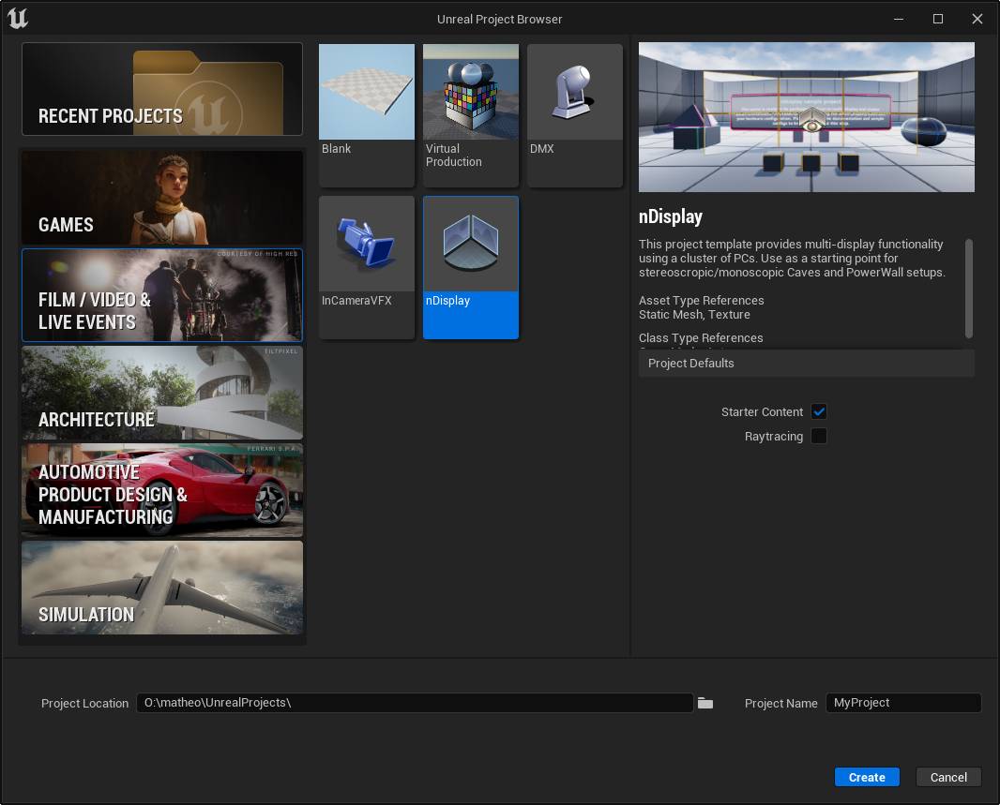 Unreal Project Browser
RECENT PROJECTS
GAMES
COURTESY OF HIGH RES
FILM / VIDEO &
LIVE EVENTS
TILTPIXEL
ARCHITECTURE
FERRARI S.P.A.
AUTOMOTIVE
PRODUCT DESIGN &
MANUFACTURING
SIMULATION
Blank
Virtual
Production
DMX
InCameraVFX
nDisplay
nDisplay
This project template provides multi-display functionality
using a cluster of PCs. Use as a starting point for
stereoscropic/monoscopic Caves and PowerWall setups.
Asset Type References
Static Mesh, Texture
Class Type References
Project Defaults
Starter Content
Raytracing
Project Location
O:\matheo\UnrealProjects\
Project Name
MyProject
Create
Cancel